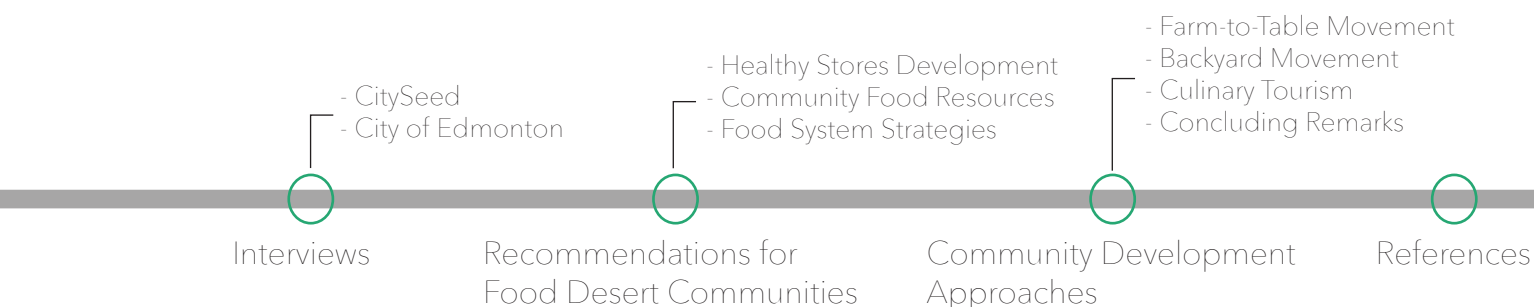 - CitySeed
- City of Edmonton
Interviews
- Healthy Stores Development
- Community Food Resources
- Food System Strategies
Recommendations for
Food Desert Communities
- Farm-to-Table Movement
- Backyard Movement
- Culinary Tourism
- Concluding Remarks
Community Development
Approaches
References